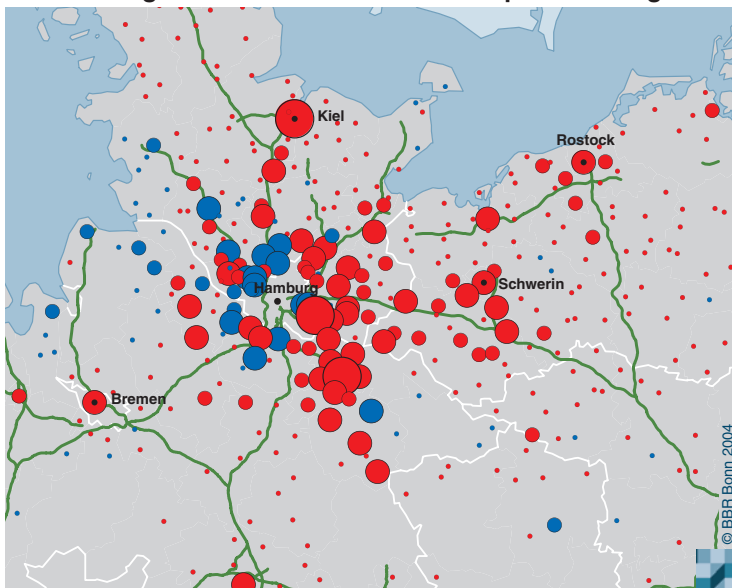 Kiel
Rostock
Schwerin
Hamburg
Bremen
© BBR Bonn 2004